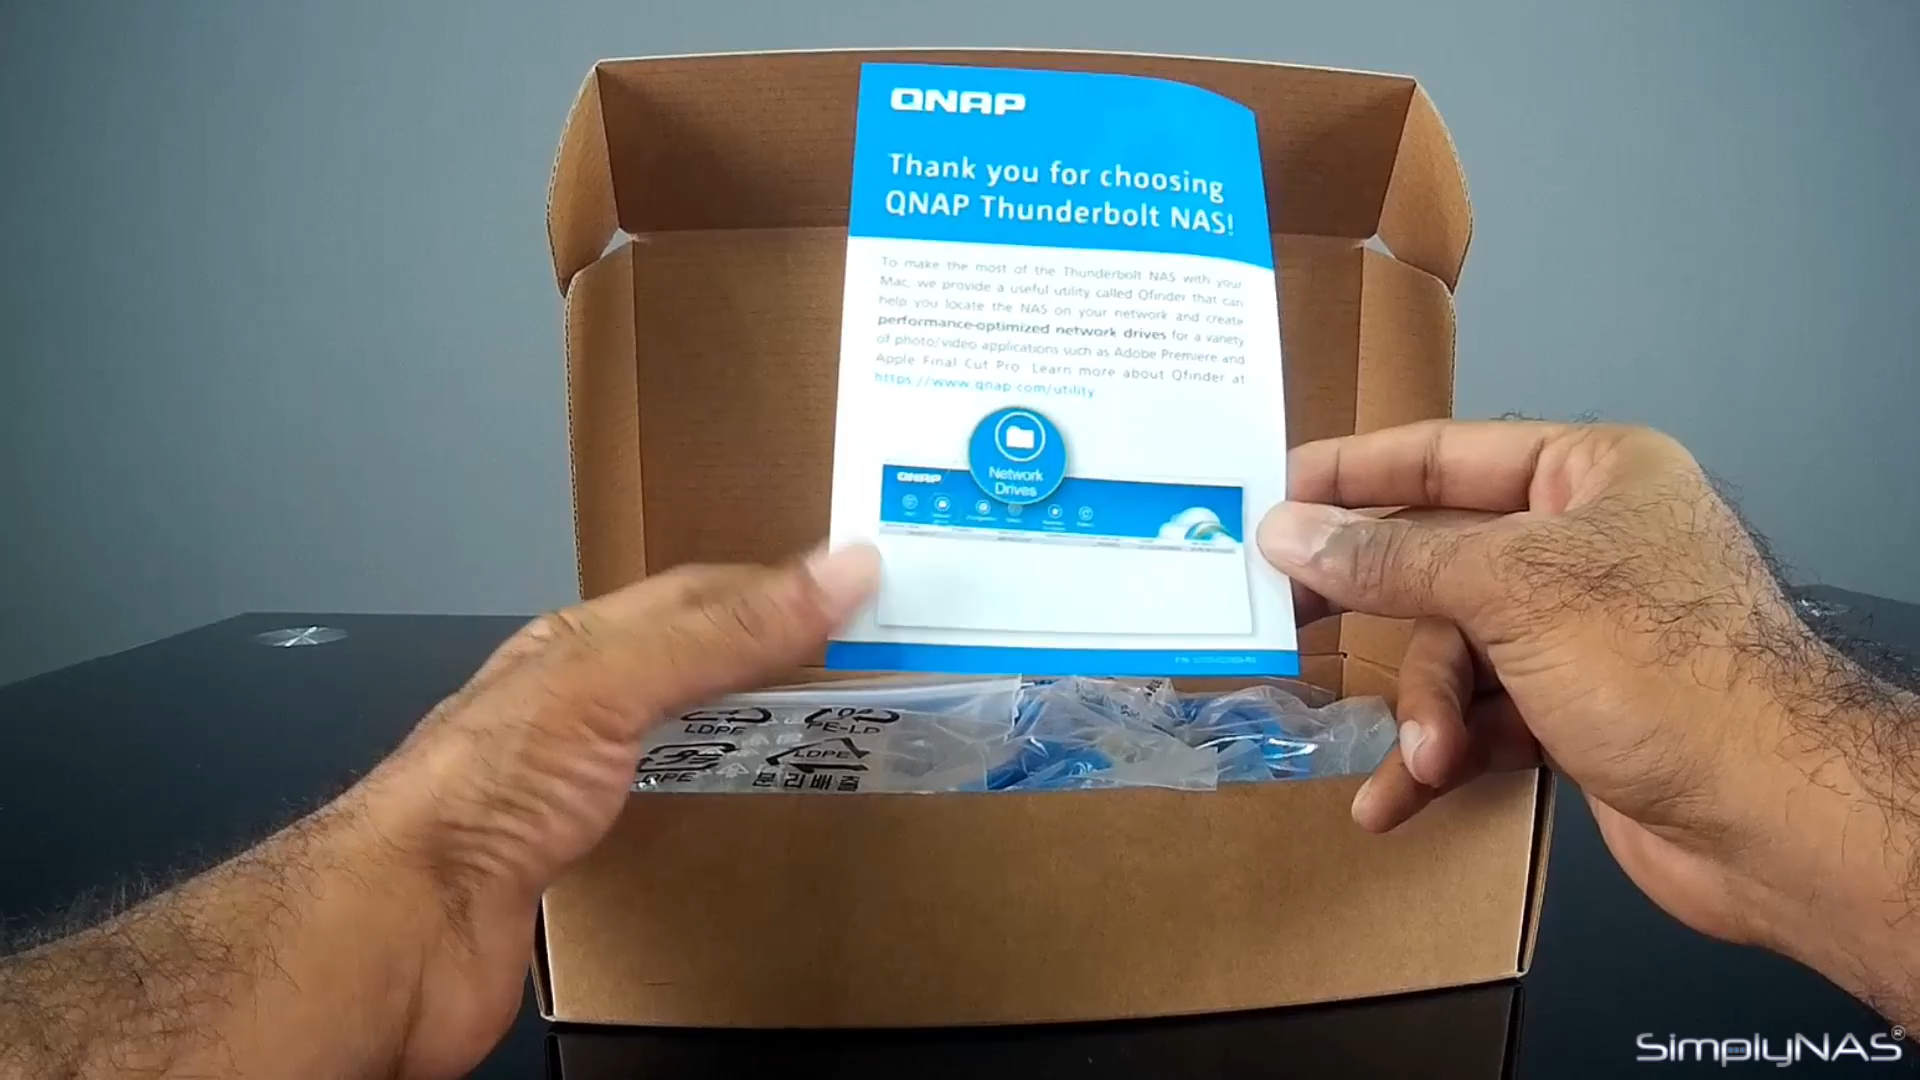 QNAP
Thank you for choosing
QNAP Thunderbolt NAS!
To make the most of the Thunderbolt NAS with your
Mac, we provide a useful utility called Qfinder that can
help you locate the NAS on your network and create
performance-optimized network drives for a variety
of photo/video applications such as Adobe Premiere and
Apple Final Cut Pro. Learn more about Qfinder at
https://www.qnap.com/utility
Network
Drives
QNAP
LDPE
PE-LD
LDPE
LDPE
SimplyNAS®